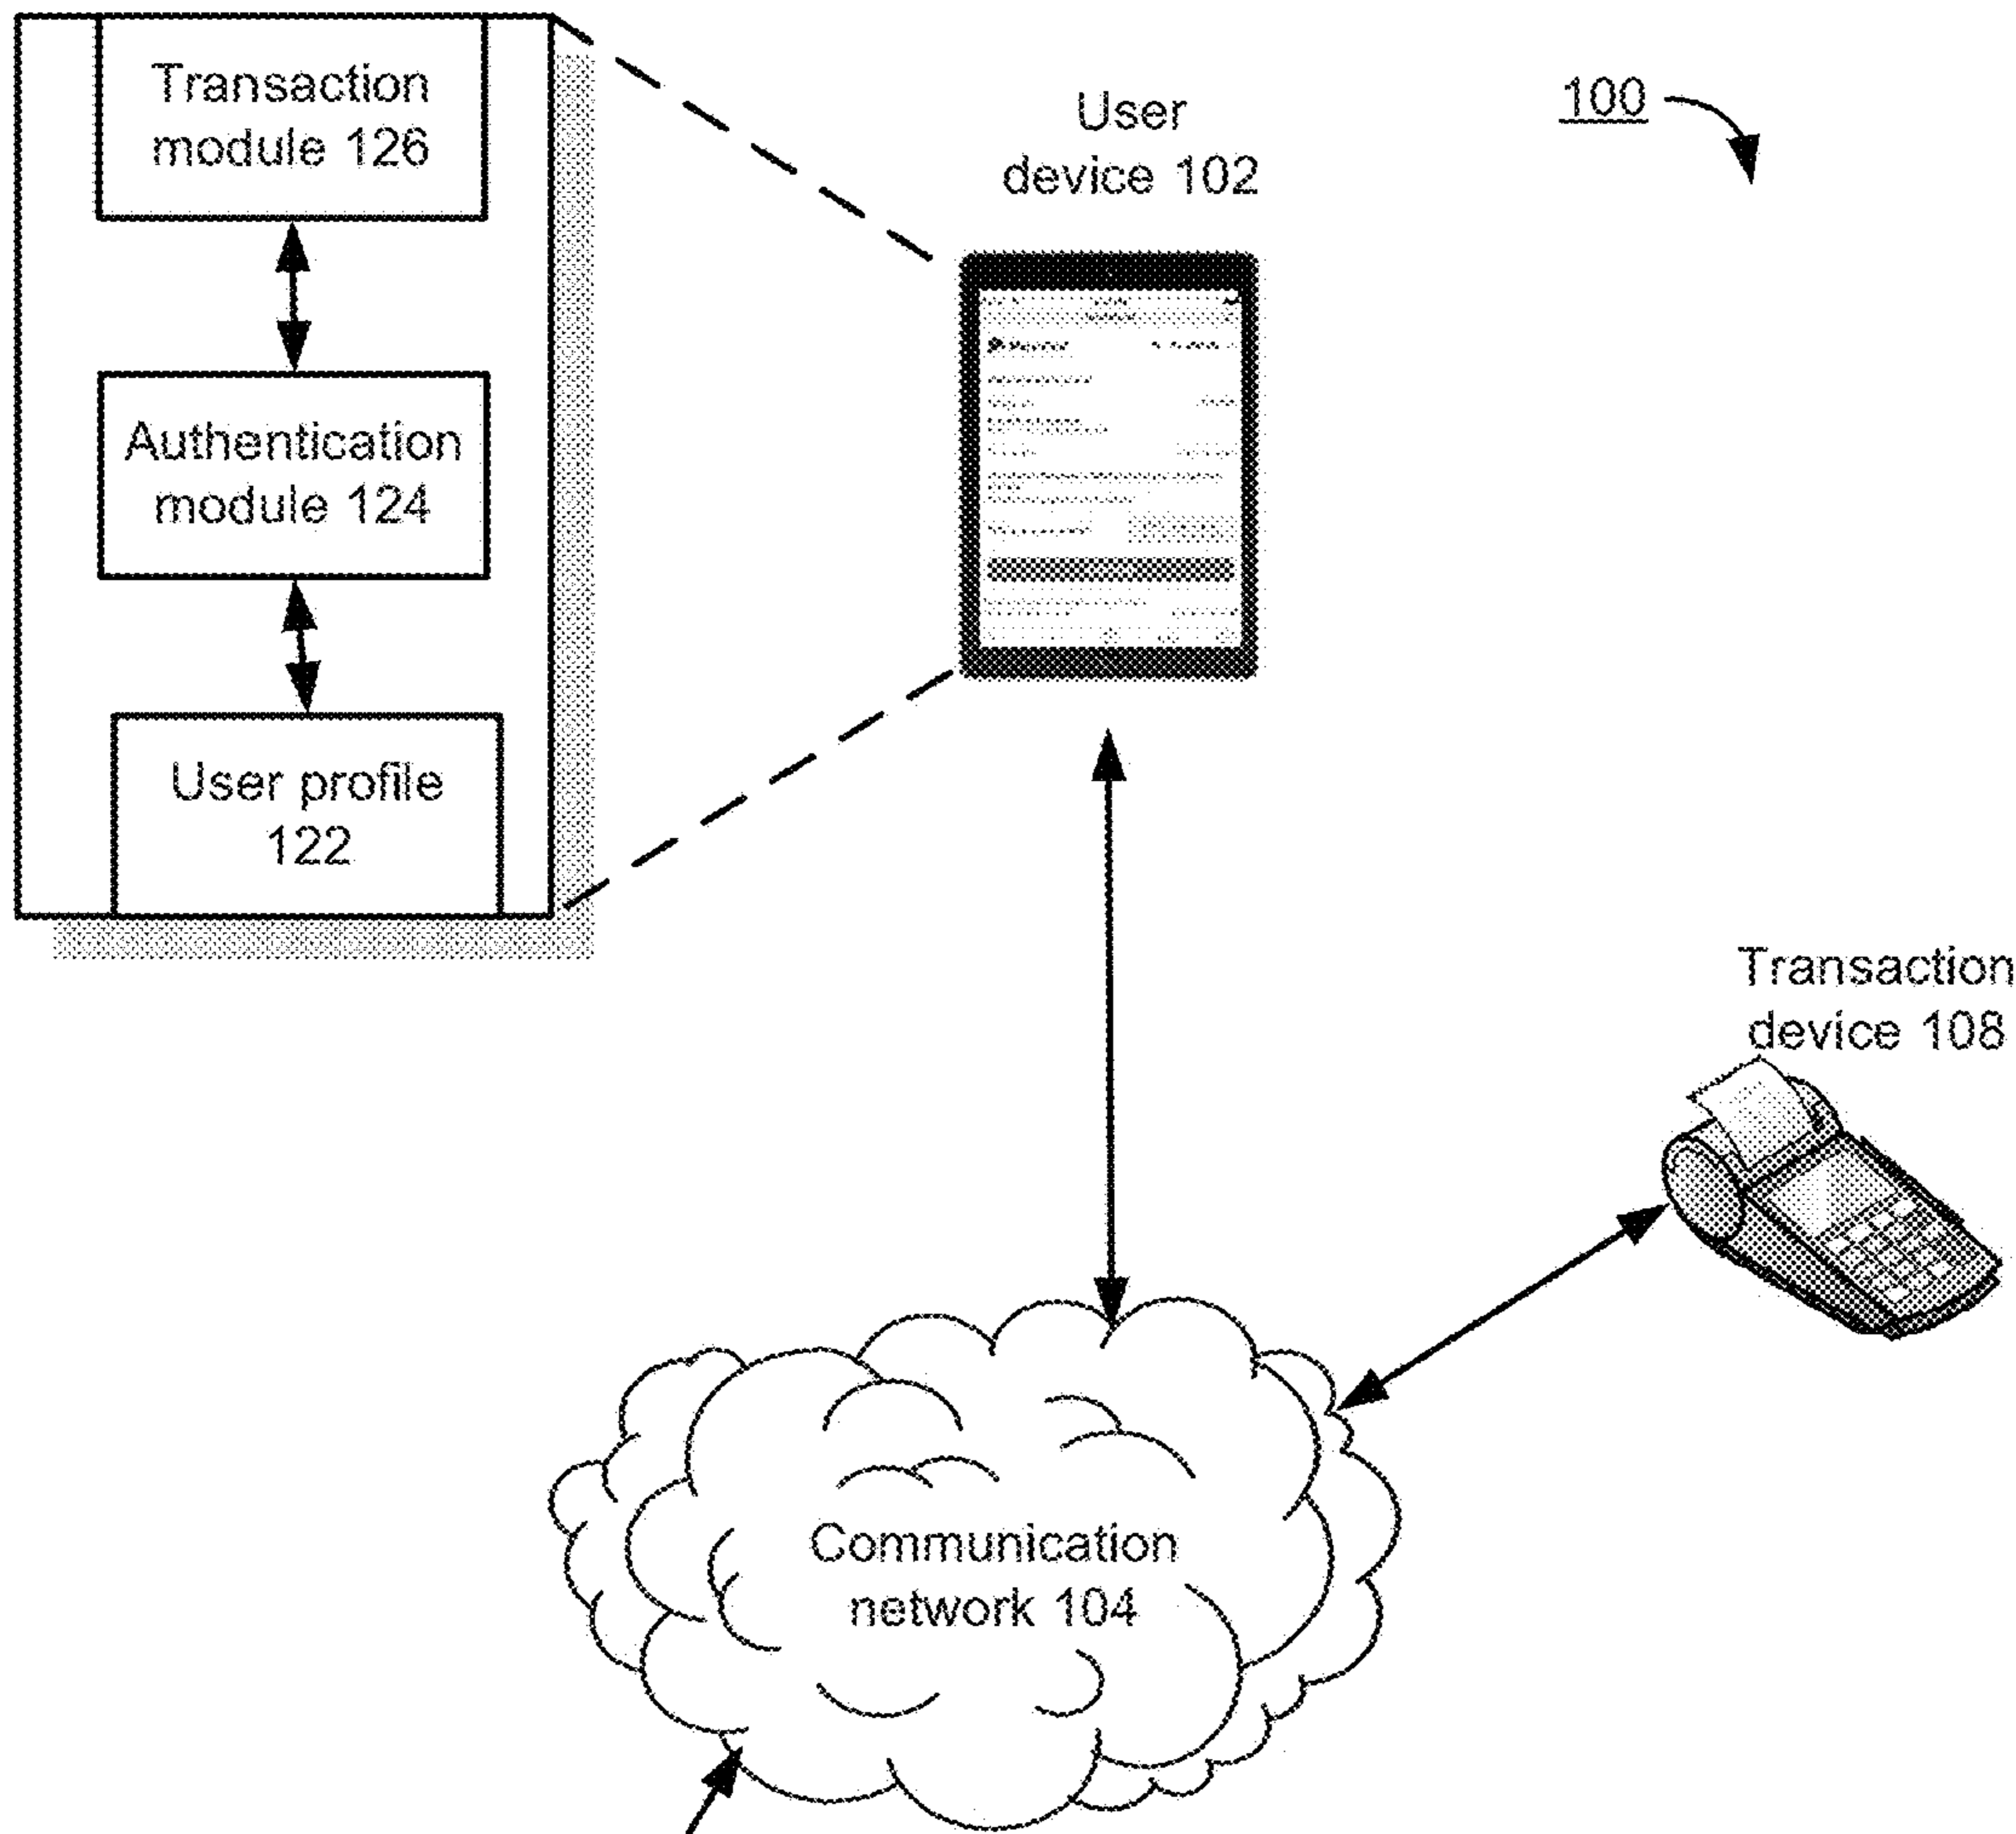 Transaction
module 126
User
device 102
100
Authentication
module 124
User profile
122
Transaction
device 108
Communication
network 104